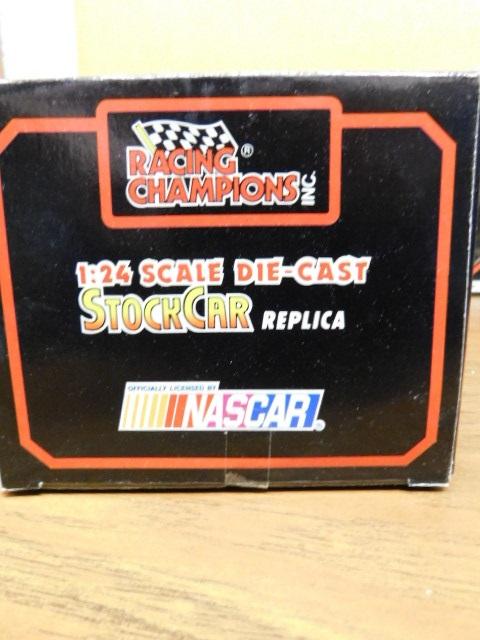 RACING®
CHAMPIONS INC.
1:24 SCALE DIE-CAST
STOCKCAR REPLICA
OFFICIALLY LICENSED BY
NASCAR®